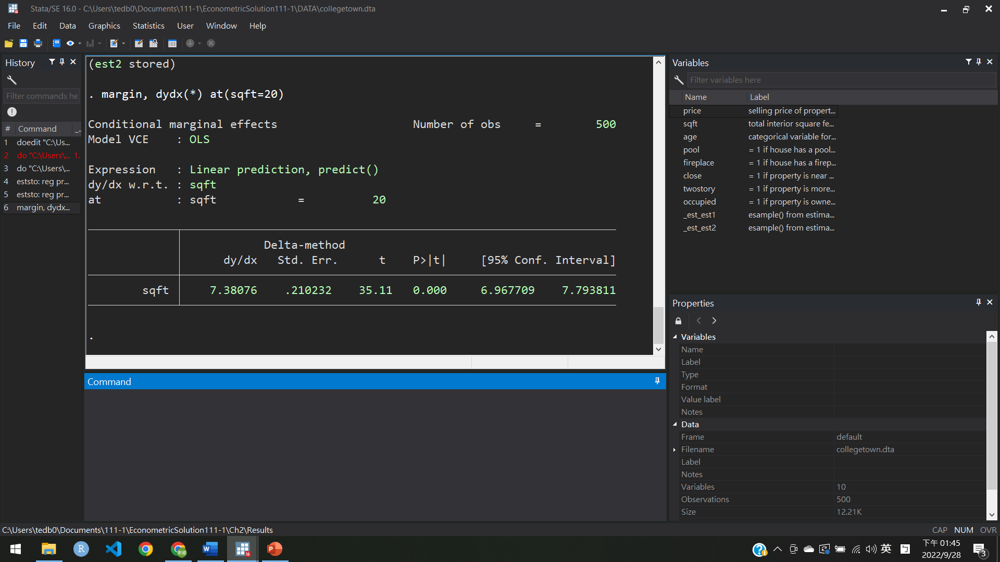 Stata/SE 16.0 - C:\Users\tedb0\Documents\111-1\EconometricSolution111-1\DATA\collegetown.dta
File Edit Data Graphics Statistics User Window Help
History
Filter commands he
# Command
1 doedit "C:\Us...
2 do "C:\Users\... 1.
3 do "C:\Users\...
4 eststo: reg pr...
5 eststo: reg pr...
6 margin, dydx...
(est2 stored)
. margin, dydx(*) at(sqft=20)
Conditional marginal effects Number of obs = 500
Model VCE : OLS
Expression : Linear prediction, predict()
dy/dx w.r.t. : sqft
at : sqft = 20
Delta-method
dy/dx Std. Err. t P>|t| [95% Conf. Interval]
sqft 7.38076 .210232 35.11 0.000 6.967709 7.793811
.
Command
Variables
Filter variables here
Name Label
price selling price of propert...
sqft total interior square fe...
age categorical variable for...
pool = 1 if house has a pool...
fireplace = 1 if house has a firep...
close = 1 if property is near ...
twostory = 1 if property is more...
occupied = 1 if property is owne...
_est_est1 esample() from estima...
_est_est2 esample() from estima...
Properties
Variables
Name
Label
Type
Format
Value label
Notes
Data
Frame default
Filename collegetown.dta
Label
Notes
Variables 10
Observations 500
Size 12.21K
C:\Users\tedb0\Documents\111-1\EconometricSolution111-1\Ch2\Results
CAP NUM OVR
英
下午 01:45
2022/9/28
3